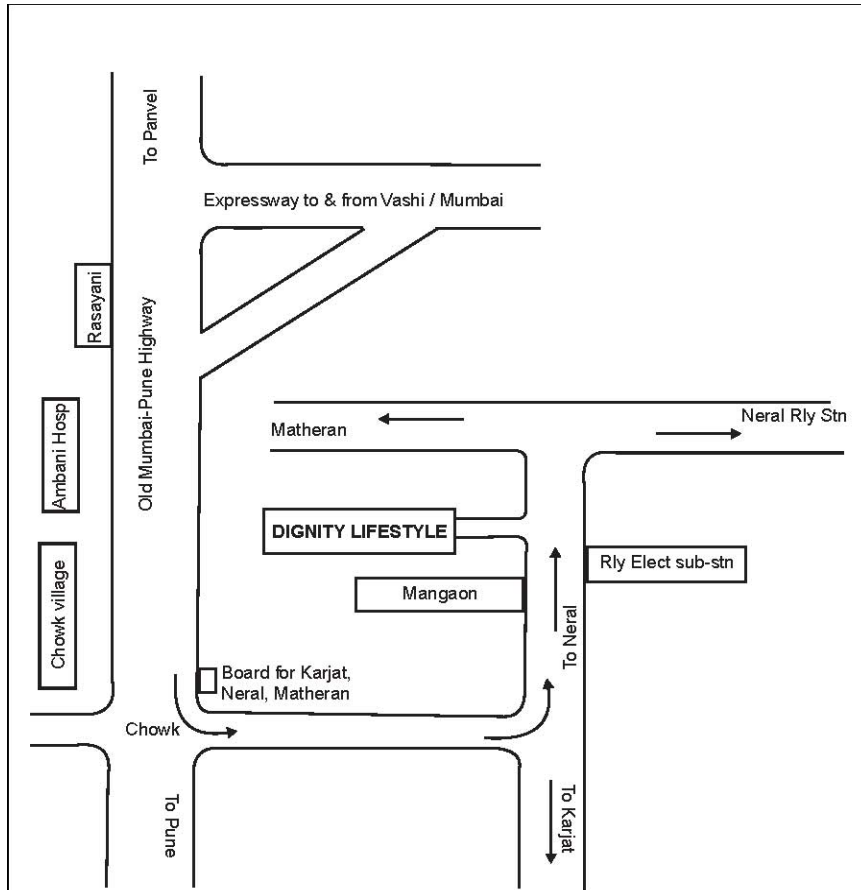 To Panvel
Expressway to & from Vashi / Mumbai
Rasayani
Old Mumbai-Pune Highway
Ambani Hosp
Matheran
Neral Rly Stn
DIGNITY LIFESTYLE
Rly Elect sub-stn
Mangaon
Chowk village
To Neral
Board for Karjat,
Neral, Matheran
Chowk
To Pune
To Karjat